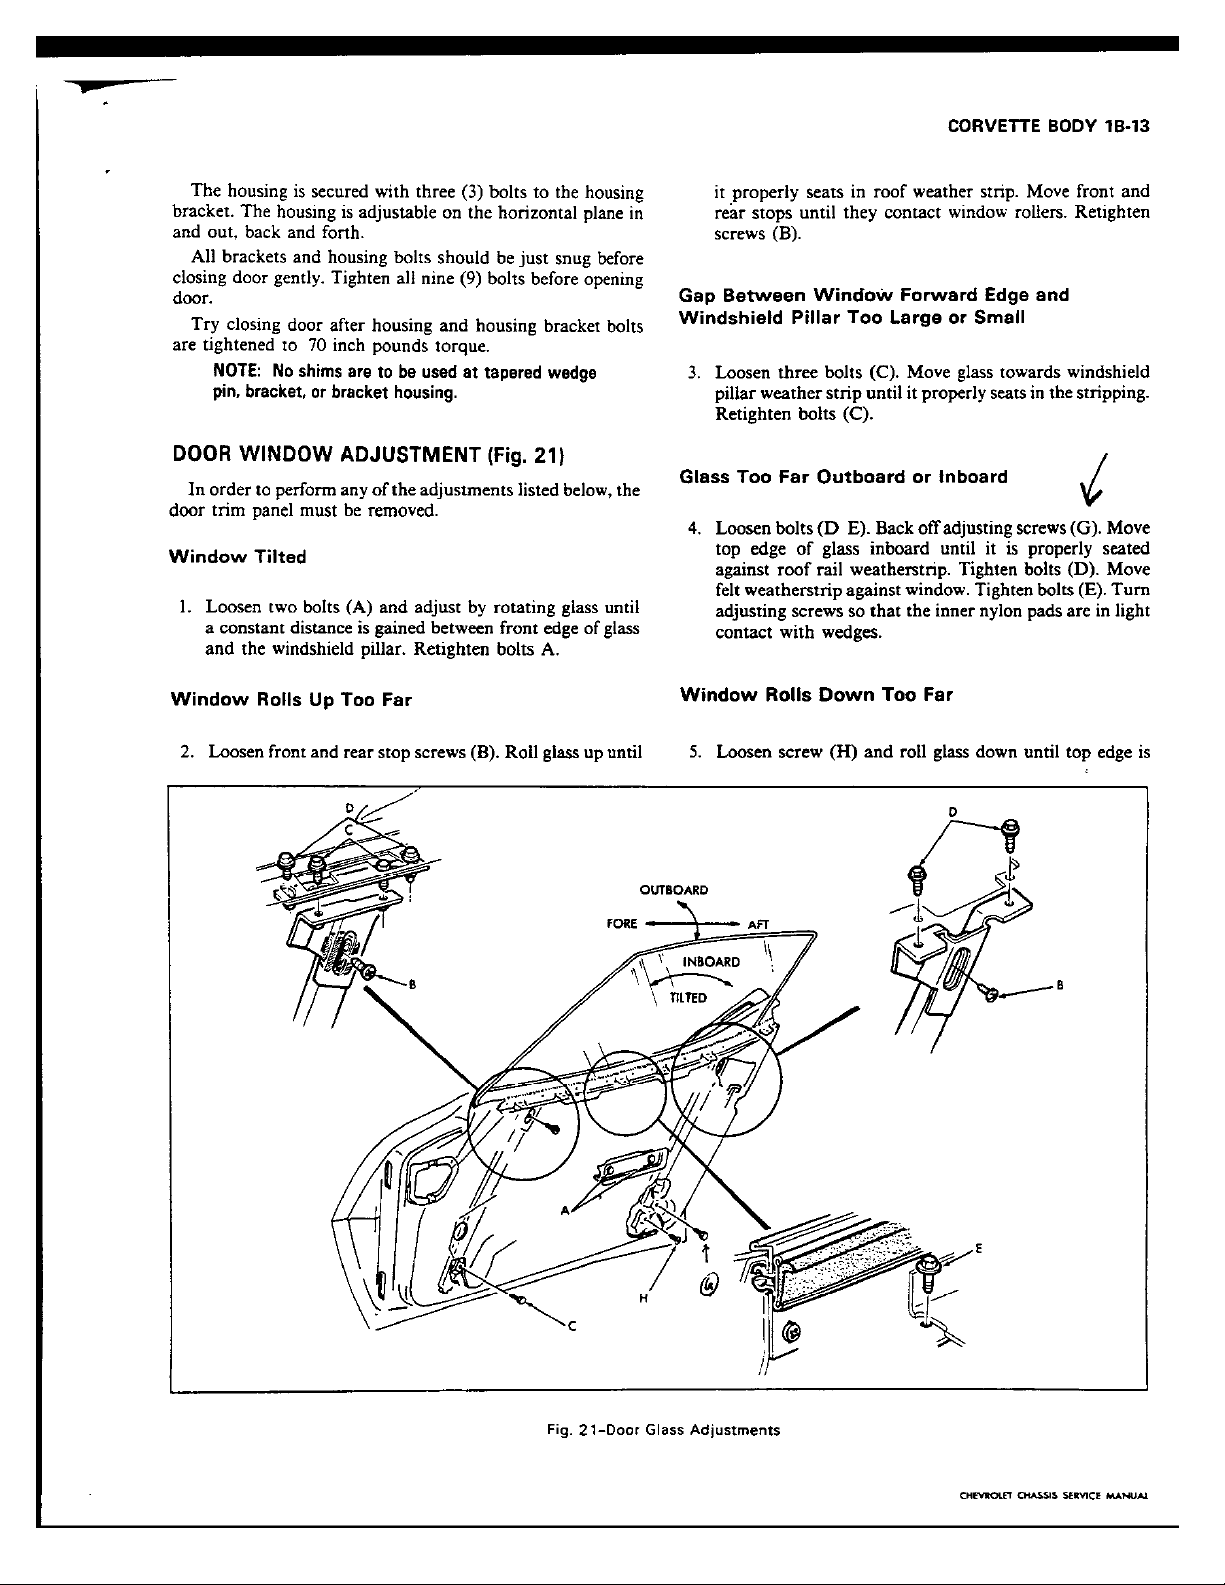 CORVETTE BODY 1B-13
The housing is secured with three (3) bolts to the housing
bracket. The housing is adjustable on the horizontal plane in
and out, back and forth.
All brackets and housing bolts should be just snug before
closing door gently. Tighten all nine (9) bolts before opening
door.
Try closing door after housing and housing bracket bolts
are tightened to 70 inch pounds torque.
NOTE: No shims are to be used at tapered wedge
pin, bracket, or bracket housing.
DOOR WINDOW ADJUSTMENT (Fig. 21)
In order to perform any of the adjustments listed below, the
door trim panel must be removed.
Window Tilted
1. Loosen two bolts (A) and adjust by rotating glass until
a constant distance is gained between front edge of glass
and the windshield pillar. Retighten bolts A.
Window Rolls Up Too Far
2. Loosen front and rear stop screws (B). Roll glass up until
it properly seats in roof weather strip. Move front and
rear stops until they contact window rollers. Retighten
screws (B).
Gap Between Window Forward Edge and
Windshield Pillar Too Large or Small
3. Loosen three bolts (C). Move glass towards windshield
pillar weather strip until it properly seats in the stripping.
Retighten bolts (C).
Glass Too Far Outboard or Inboard
4. Loosen bolts (D E). Back off adjusting screws (G). Move
top edge of glass inboard until it is properly seated
against roof rail weatherstrip. Tighten bolts (D). Move
felt weatherstrip against window. Tighten bolts (E). Turn
adjusting screws so that the inner nylon pads are in light
contact with wedges.
Window Rolls Down Too Far
5. Loosen screw (H) and roll glass down until top edge is
D
C
B
OUTBOARD
FORE
AFT
INBOARD
TILTED
D
B
A
H
C
E
Fig. 21-Door Glass Adjustments
CHEVROLET CHASSIS SERVICE MANUAL